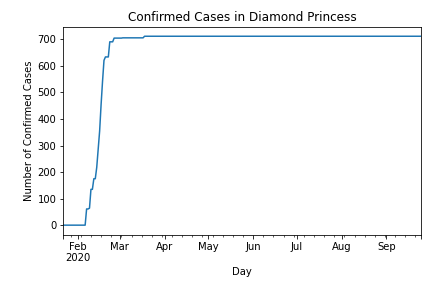 Confirmed Cases in Diamond Princess
Number of Confirmed Cases
700
600
500
400
300
200
100
0
Feb Mar Apr May Jun Jul Aug Sep
2020
Day